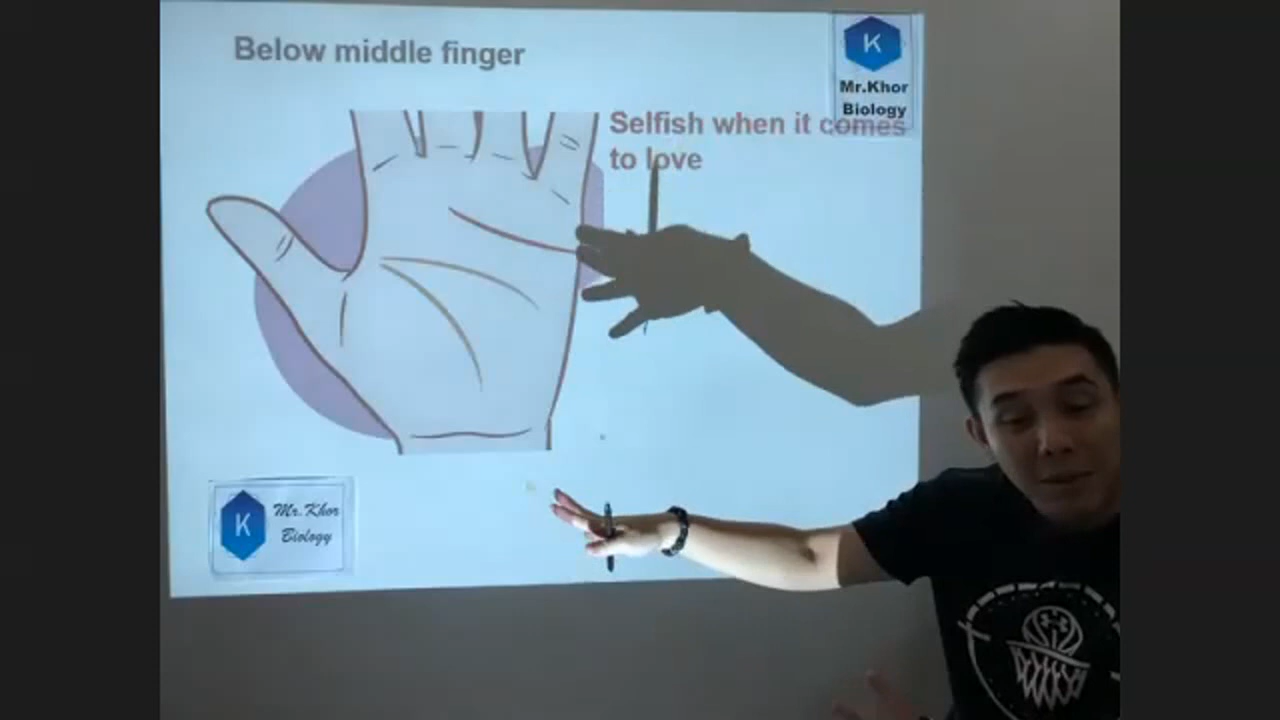 Below middle finger
K
Mr.Khor
Biology
Selfish when it comes
to love
K
Mr.Khor
Biology